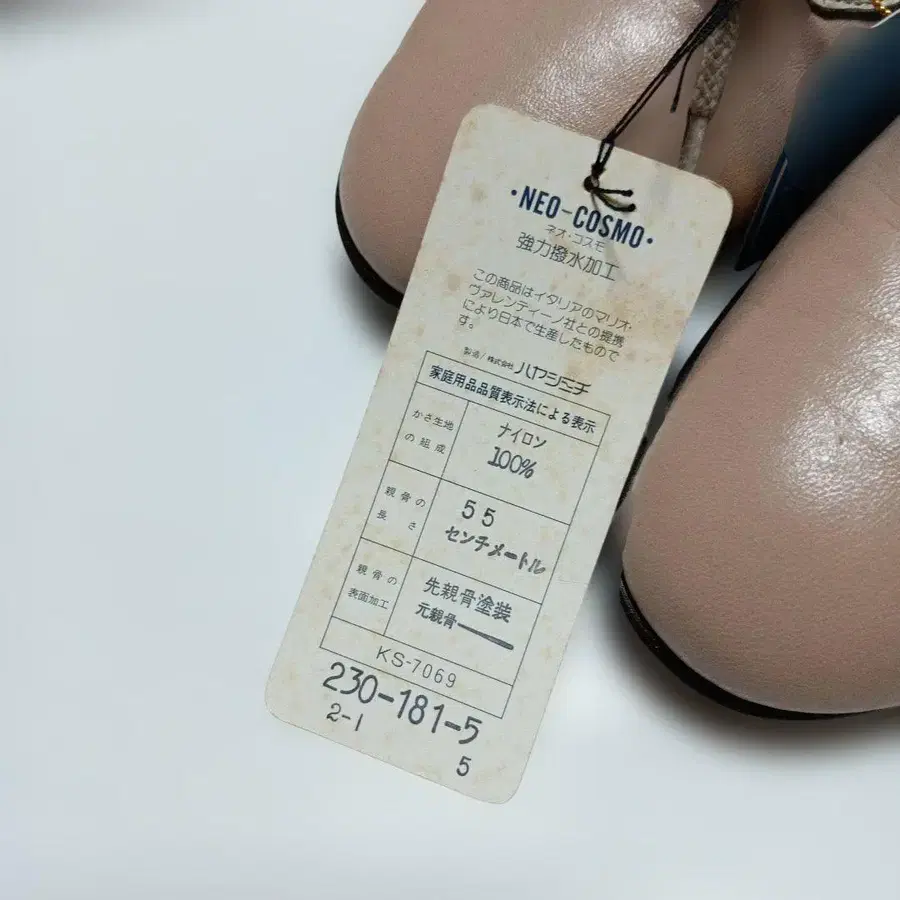 ·NEO-COSMO·
ネオ・コスモ
強力撥水加工
この商品はイタリアのマリオ・
ヴァレンティーノ社との提携
により日本で生産したもので
す。
製造/株式会社 ハヤシミチ
家庭用品品質表示法による表示
かさ生地
の組成
ナイロン
100%
親骨の
長さ
55
センチメートル
親骨の
表面加工
先親骨塗装
元親骨
KS-7069
230-181-5
2-1
5